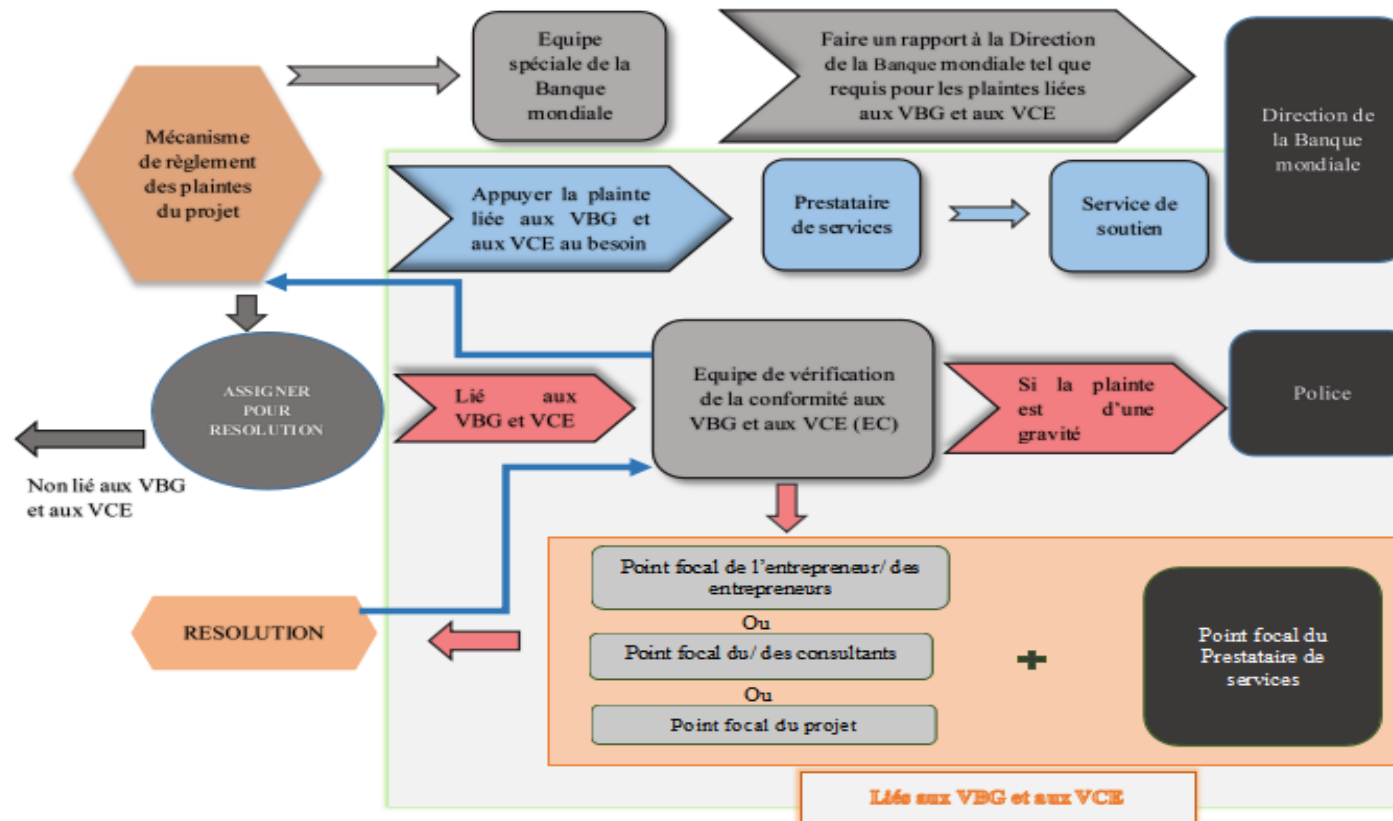 Equipe
spéciale de la
Banque
mondiale
Faire un rapport à la Direction
de la Banque mondiale tel que
requis pour les plaintes liées
aux VBG et aux VCE
Direction de
la Banque
mondiale
Mécanisme
de règlement
des plaintes
du projet
Appuyer la plainte
liée aux VBG et
aux VCE au besoin
Prestataire
de services
Service de
soutien
ASSIGNER
POUR
RESOLUTION
Lié aux
VBG et VCE
Equipe de vérification
de la conformité aux
VBG et aux VCE (EC)
Si la plainte
est d'une
gravité
Police
Non lié aux VBG
et aux VCE
Point focal de l'entrepreneur/ des
entrepreneurs
Ou
Point focal du/ des consultants
Ou
Point focal du projet
+
Point focal du
Prestataire de
services
RESOLUTION
Liés aux VBG et aux VCE